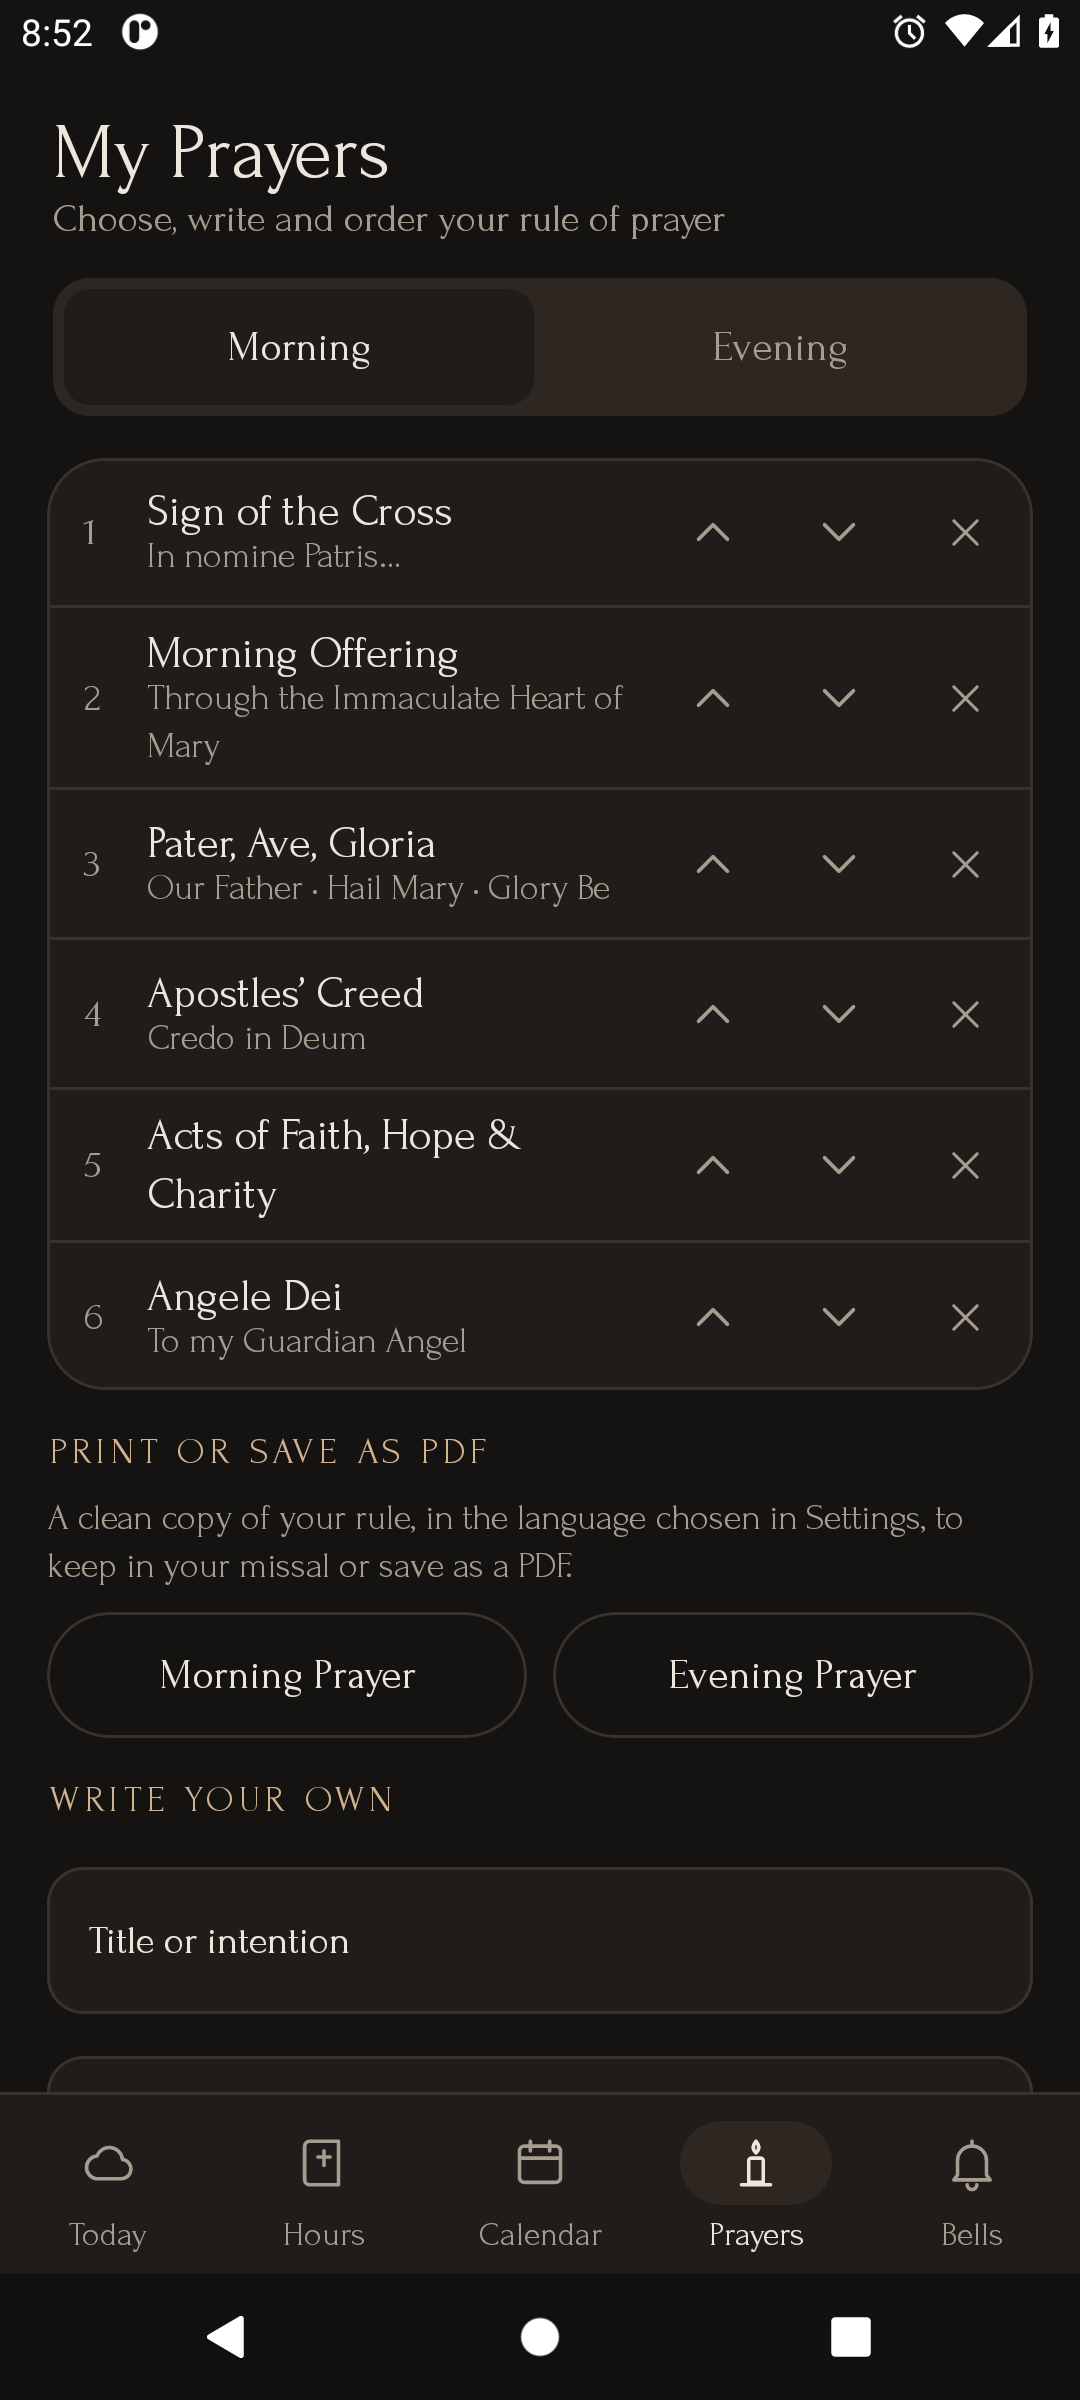 8:52
My Prayers
Choose, write and order your rule of prayer
Morning
Evening
1
Sign of the Cross
In nomine Patris...
2
Morning Offering
Through the Immaculate Heart of
Mary
3
Pater, Ave, Gloria
Our Father · Hail Mary · Glory Be
4
Apostles’ Creed
Credo in Deum
5
Acts of Faith, Hope &
Charity
6
Angele Dei
To my Guardian Angel
PRINT OR SAVE AS PDF
A clean copy of your rule, in the language chosen in Settings, to
keep in your missal or save as a PDF.
Morning Prayer
Evening Prayer
WRITE YOUR OWN
Title or intention
Today
Hours
Calendar
Prayers
Bells